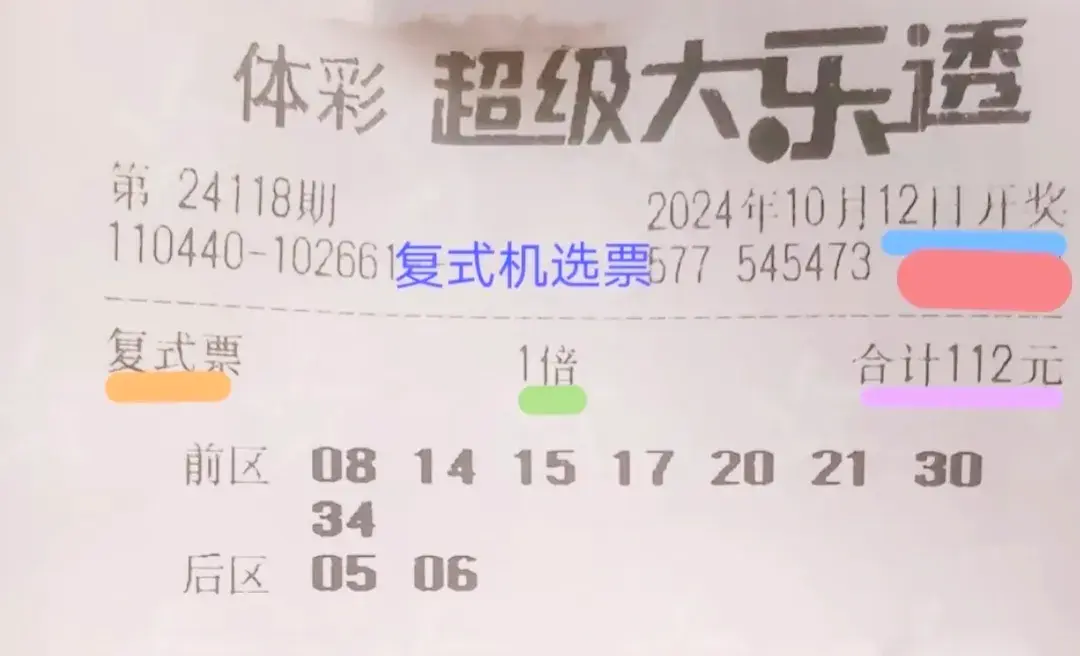 体彩 超级大乐透
第 24118期 2024年10月12日开奖
110440-102661 复式机选票 577 545473
复式票 1倍 合计112元
前区 08 14 15 17 20 21 30
34
后区 05 06